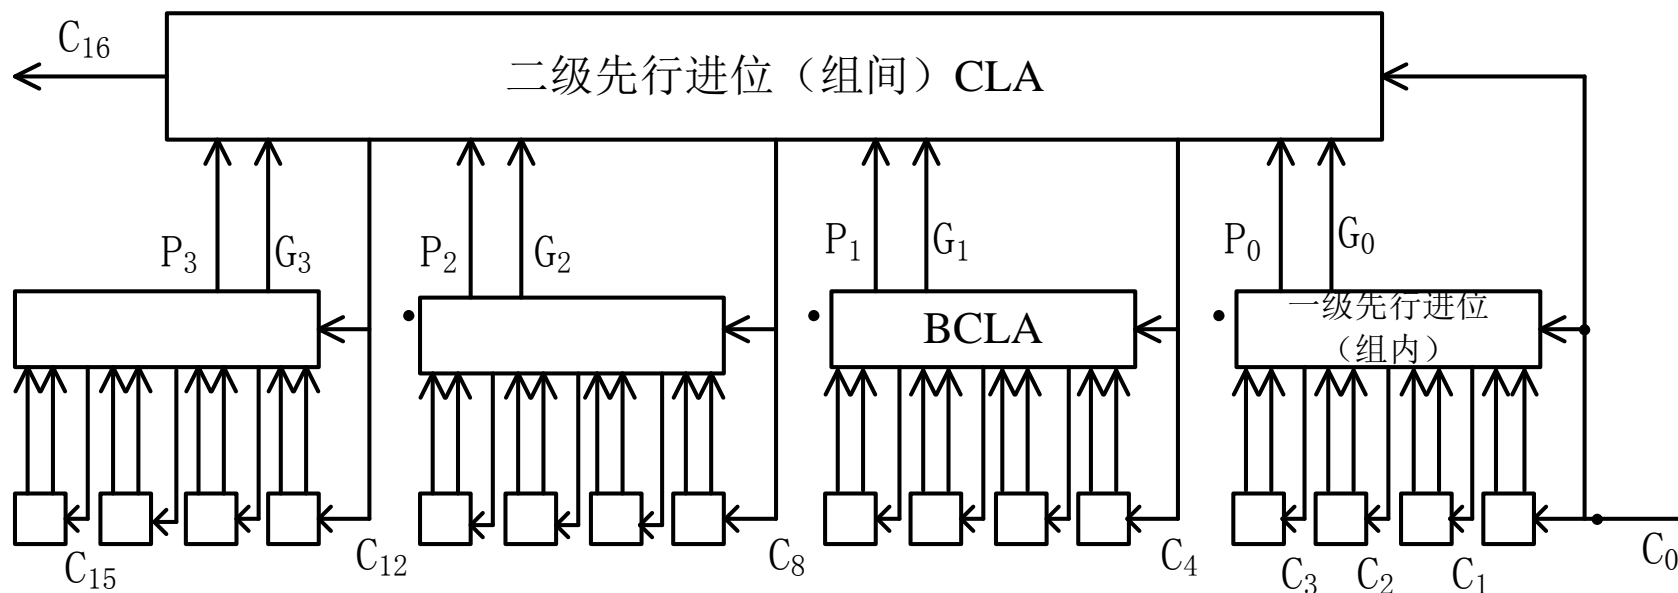 C₁₆
二级先行进位（组间）CLA
P₃ G₃ P₂ G₂ P₁ G₁ P₀ G₀
BCLA
一级先行进位
（组内）
C₁₅ C₁₂ C₈ C₄ C₃ C₂ C₁ C₀